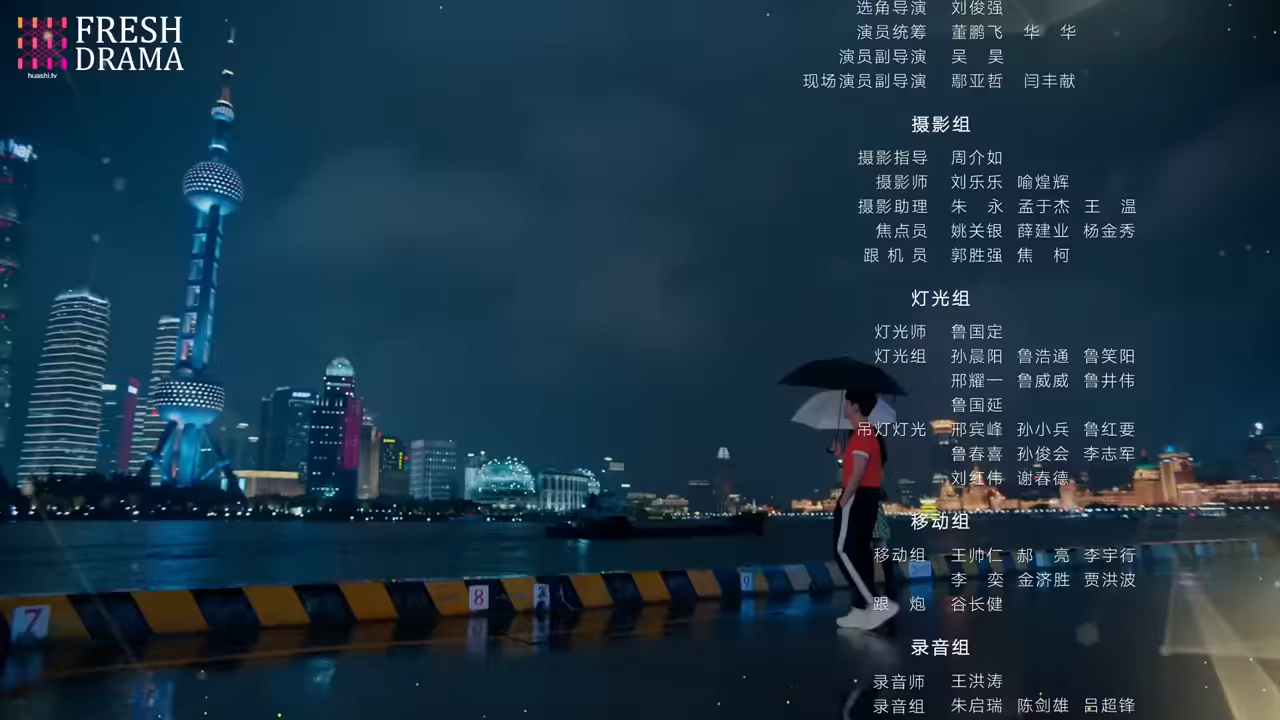 FRESH
DRAMA
huashi.tv
选角导演 刘俊强
演员统筹 董鹏飞 华 华
演员副导演 吴 昊
现场演员副导演 鄢亚哲 闫丰献
摄影组
摄影指导 周介如
摄影师 刘乐乐 喻煌辉
摄影助理 朱 永 孟于杰 王 温
焦点员 姚关银 薛建业 杨金秀
跟 机 员 郭胜强 焦 柯
灯光组
灯光师 鲁国定
灯光组 孙晨阳 鲁浩通 鲁笑阳
邢耀一 鲁威威 鲁井伟
鲁国延
吊灯灯光 邢宾峰 孙小兵 鲁红要
鲁春喜 孙俊会 李志军
刘红伟 谢春德
移动组
移动组 王帅仁 郝 亮 李宇行
李 奕 金济胜 贾洪波
跟 炮 谷长健
录音组
录音师 王洪涛
录音组 朱启瑞 陈剑雄 吕超锋
7
8
9